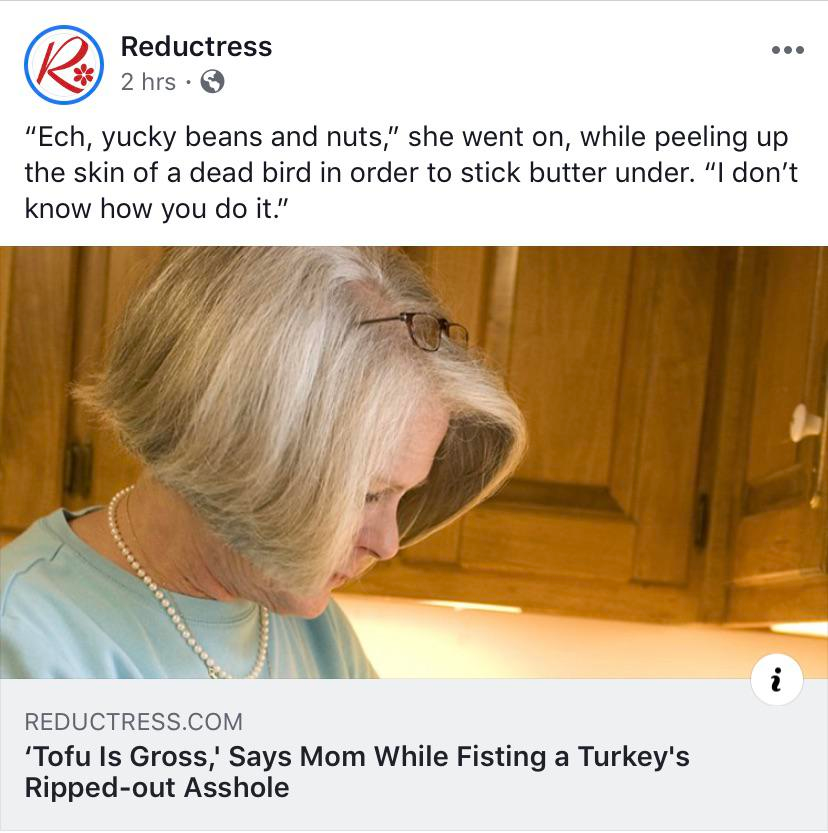 Reductress
2 hrs ·
“Ech, yucky beans and nuts,” she went on, while peeling up
the skin of a dead bird in order to stick butter under. “I don’t
know how you do it.”
REDUCTRESS.COM
‘Tofu Is Gross,' Says Mom While Fisting a Turkey's
Ripped-out Asshole